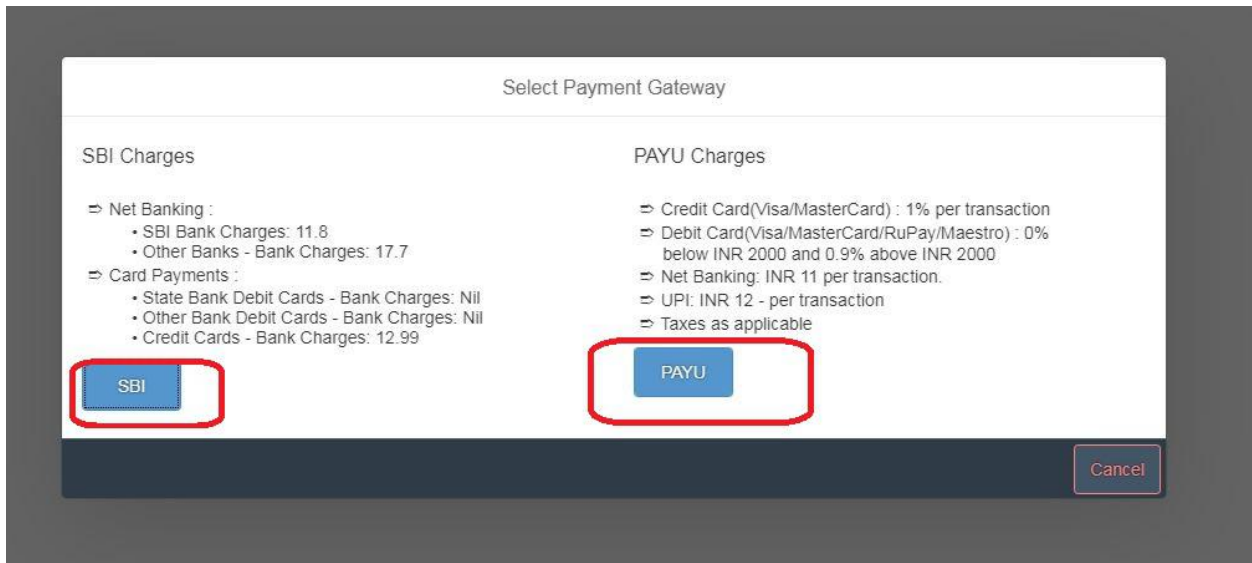 Select Payment Gateway
SBI Charges
⇨ Net Banking :
• SBI Bank Charges: 11.8
• Other Banks - Bank Charges: 17.7
⇨ Card Payments :
• State Bank Debit Cards - Bank Charges: Nil
• Other Bank Debit Cards - Bank Charges: Nil
• Credit Cards - Bank Charges: 12.99
SBI
PAYU Charges
⇨ Credit Card(Visa/MasterCard) : 1% per transaction
⇨ Debit Card(Visa/MasterCard/RuPay/Maestro) : 0%
below INR 2000 and 0.9% above INR 2000
⇨ Net Banking: INR 11 per transaction.
⇨ UPI: INR 12 - per transaction
⇨ Taxes as applicable
PAYU
Cancel